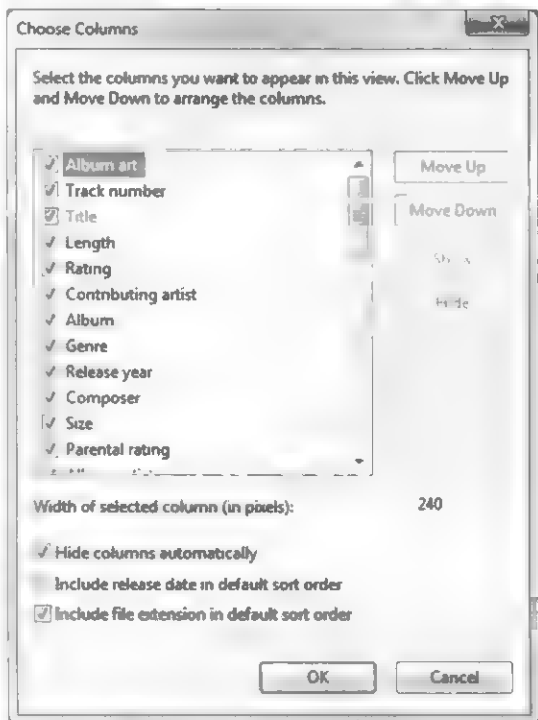 Choose Columns
Select the columns you want to appear in this view. Click Move Up
and Move Down to arrange the columns.
Album art
Move Up
Track number
Title
Move Down
Length
Rating
Contributing artist
Hide
Album
Genre
Release year
Composer
Size
Parental rating
Width of selected column (in pixels):
240
Hide columns automatically
Include release date in default sort order
Include file extension in default sort order
OK
Cancel